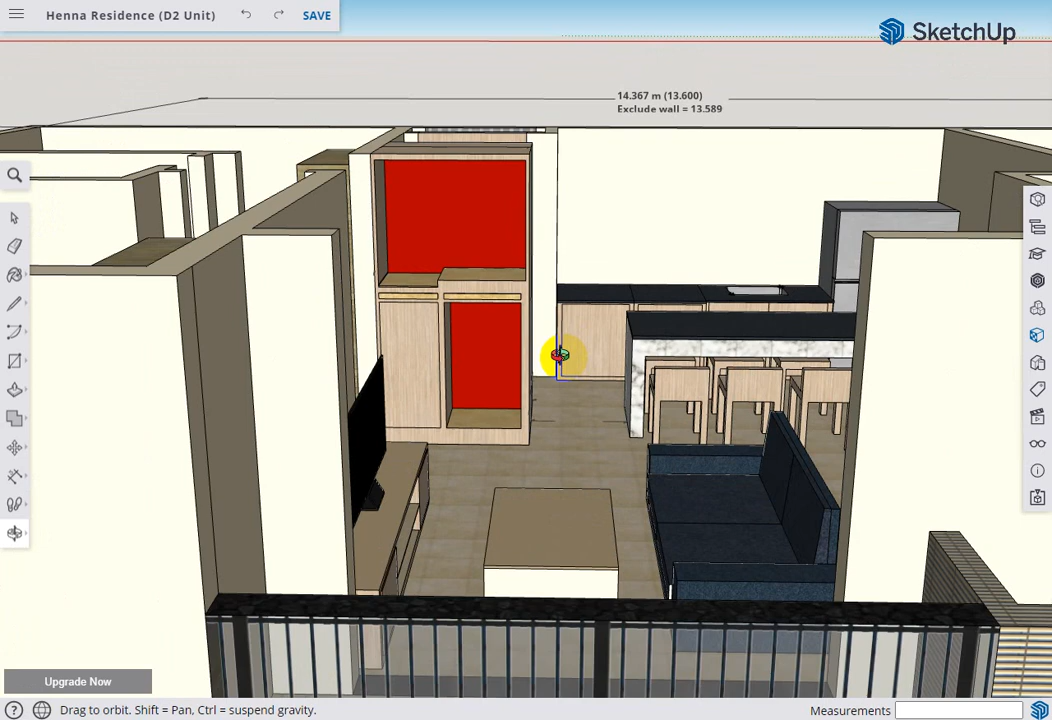 Henna Residence (D2 Unit)
SAVE
SketchUp
14.367 m (13.600)
Exclude wall = 13.589
Upgrade Now
Drag to orbit. Shift = Pan, Ctrl = suspend gravity.
Measurements